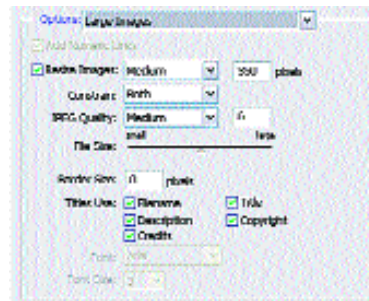 Options: Large Images
Add Numeric Links
Resize Images: Medium 350 pixels
Constrain: Both
JPEG Quality: Medium 6
small large
File Size:
Border Size: 0 pixels
Titles Use: Filename Title
Description Copyright
Credits
Font:
Font Size: 3